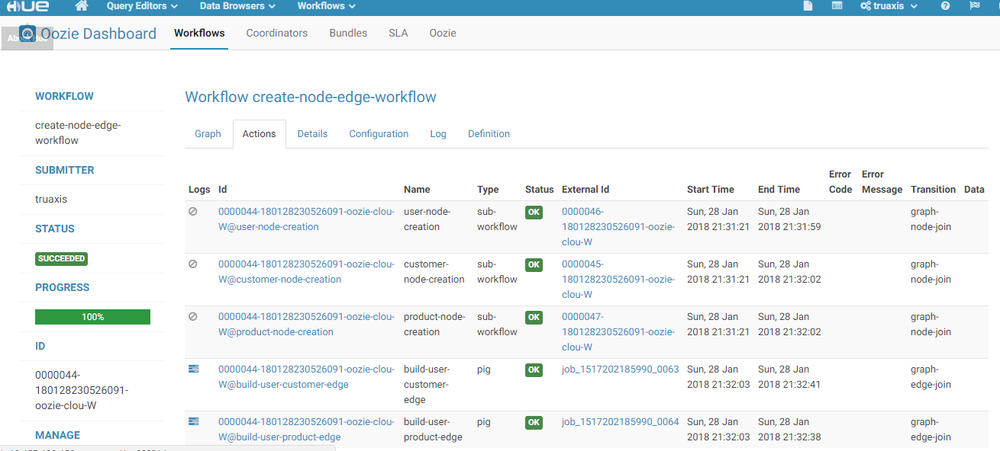 HUE Query Editors Data Browsers Workflows truaxis
Oozie Dashboard Workflows Coordinators Bundles SLA Oozie
WORKFLOW
create-node-edge-
workflow
SUBMITTER
truaxis
STATUS
SUCCEEDED
PROGRESS
100%
ID
0000044-
180128230526091-
oozie-clou-W
MANAGE
Workflow create-node-edge-workflow
Graph Actions Details Configuration Log Definition
Error Error
Logs Id Name Type Status External Id Start Time End Time Code Message Transition Data
0000044-180128230526091-oozie-clou- user-node- sub- OK 0000046- Sun, 28 Jan Sun, 28 Jan graph-
W@user-node-creation creation workflow 180128230526091-oozie- 2018 21:31:21 2018 21:31:59 node-join
clou-W
0000044-180128230526091-oozie-clou- customer- sub- OK 0000045- Sun, 28 Jan Sun, 28 Jan graph-
W@customer-node-creation node-creation workflow 180128230526091-oozie- 2018 21:31:21 2018 21:32:02 node-join
clou-W
0000044-180128230526091-oozie-clou- product-node- sub- OK 0000047- Sun, 28 Jan Sun, 28 Jan graph-
W@product-node-creation creation workflow 180128230526091-oozie- 2018 21:31:21 2018 21:32:02 node-join
clou-W
0000044-180128230526091-oozie-clou- build-user- pig OK job_1517202185990_0063 Sun, 28 Jan Sun, 28 Jan graph-
W@build-user-customer-edge customer- 2018 21:32:03 2018 21:32:41 edge-join
edge
0000044-180128230526091-oozie-clou- build-user- pig OK job_1517202185990_0064 Sun, 28 Jan Sun, 28 Jan graph-
W@build-user-product-edge product-edge 2018 21:32:03 2018 21:32:38 edge-join